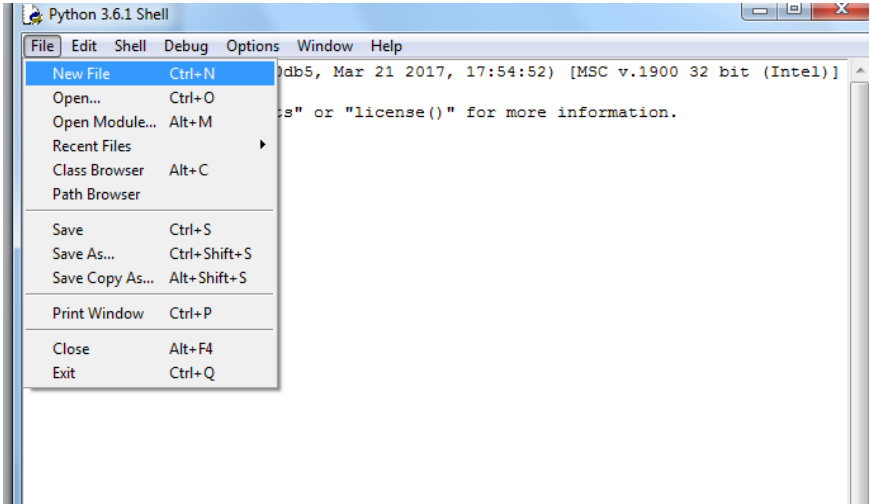 Python 3.6.1 Shell
File Edit Shell Debug Options Window Help
New File Ctrl+N
Open... Ctrl+O
Open Module... Alt+M
Recent Files
Class Browser Alt+C
Path Browser
Save Ctrl+S
Save As... Ctrl+Shift+S
Save Copy As... Alt+Shift+S
Print Window Ctrl+P
Close Alt+F4
Exit Ctrl+Q
db5, Mar 21 2017, 17:54:52) [MSC v.1900 32 bit (Intel)]
s" or "license()" for more information.